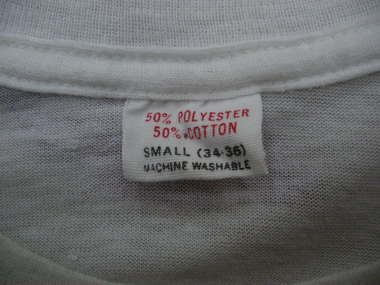 50% POLYESTER
50% COTTON
SMALL (34-36)
MACHINE WASHABLE